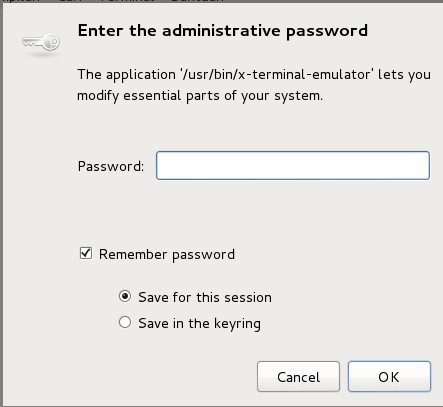 Enter the administrative password
The application '/usr/bin/x-terminal-emulator' lets you
modify essential parts of your system.
Password:
Remember password
Save for this session
Save in the keyring
Cancel OK